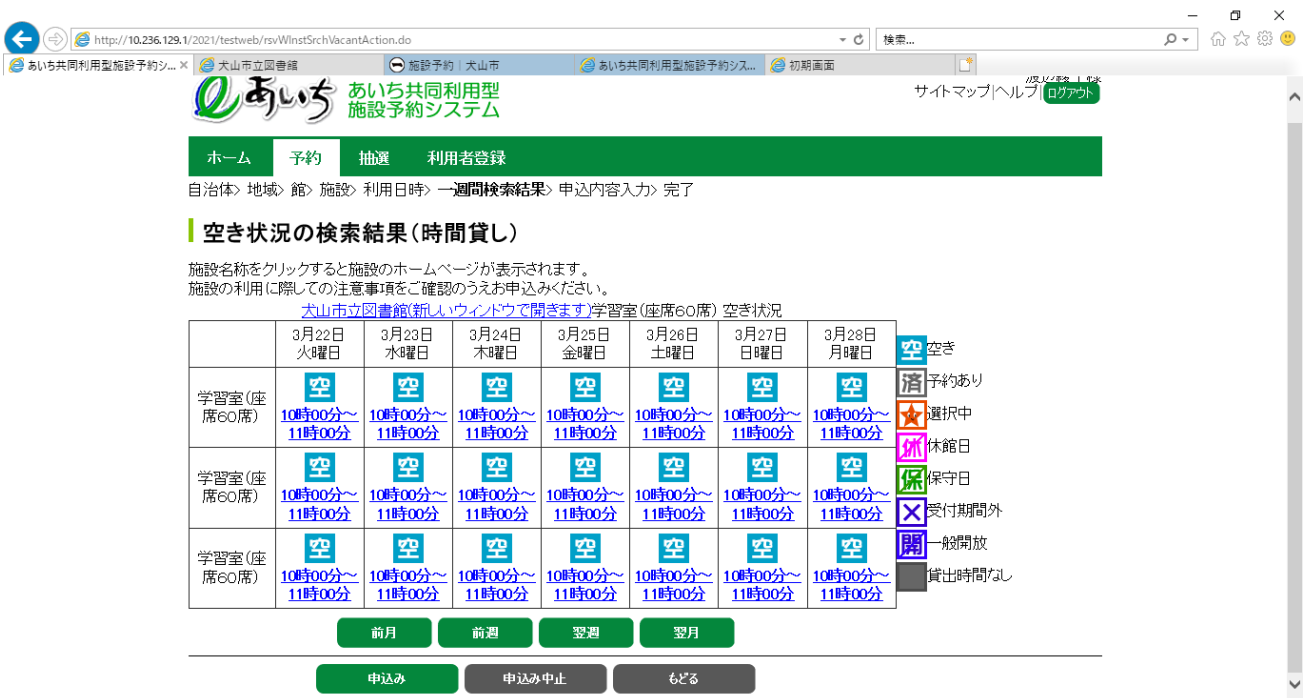 http://10.236.129.1/2021/testweb/rsvWInstSrchVacantAction.do
検索...
あいち共同利用型施設予約シ...
犬山市立図書館
施設予約 | 犬山市
あいち共同利用型施設予約シス...
初期画面
あいち
あいち共同利用型
施設予約システム
サイトマップ|ヘルプ|ログアウト
ホーム 予約 抽選 利用者登録
自治体> 地域> 館> 施設> 利用日時> 一週間検索結果> 申込内容入力> 完了
空き状況の検索結果(時間貸し)
施設名称をクリックすると施設のホームページが表示されます。
施設の利用に際しての注意事項をご確認のうえお申込みください。
犬山市立図書館(新しいウィンドウで開きます)学習室(座席60席) 空き状況
3月22日 3月23日 3月24日 3月25日 3月26日 3月27日 3月28日
火曜日 水曜日 木曜日 金曜日 土曜日 日曜日 月曜日
学習室(座
席60席)
空 空 空 空 空 空 空
10時00分~ 10時00分~ 10時00分~ 10時00分~ 10時00分~ 10時00分~ 10時00分~
11時00分 11時00分 11時00分 11時00分 11時00分 11時00分 11時00分
学習室(座
席60席)
空 空 空 空 空 空 空
10時00分~ 10時00分~ 10時00分~ 10時00分~ 10時00分~ 10時00分~ 10時00分~
11時00分 11時00分 11時00分 11時00分 11時00分 11時00分 11時00分
学習室(座
席60席)
空 空 空 空 空 空 空
10時00分~ 10時00分~ 10時00分~ 10時00分~ 10時00分~ 10時00分~ 10時00分~
11時00分 11時00分 11時00分 11時00分 11時00分 11時00分 11時00分
空 空き
済 予約あり
選択中
休 休館日
保 保守日
受付期間外
開 一般開放
貸出時間なし
前月 前週 翌週 翌月
申込み 申込み中止 もどる